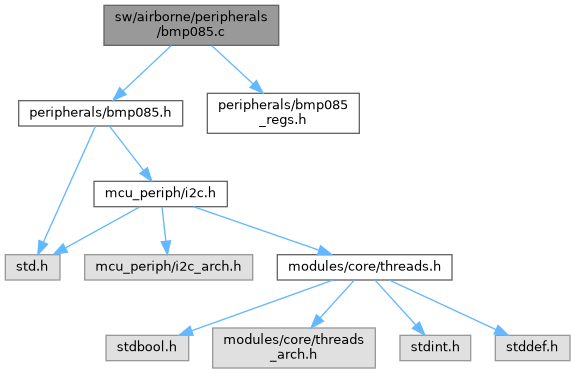 sw/airborne/peripherals
/bmp085.c
peripherals/bmp085.h
peripherals/bmp085
_regs.h
mcu_periph/i2c.h
std.h
mcu_periph/i2c_arch.h
modules/core/threads.h
stdbool.h
modules/core/threads
_arch.h
stdint.h
stddef.h